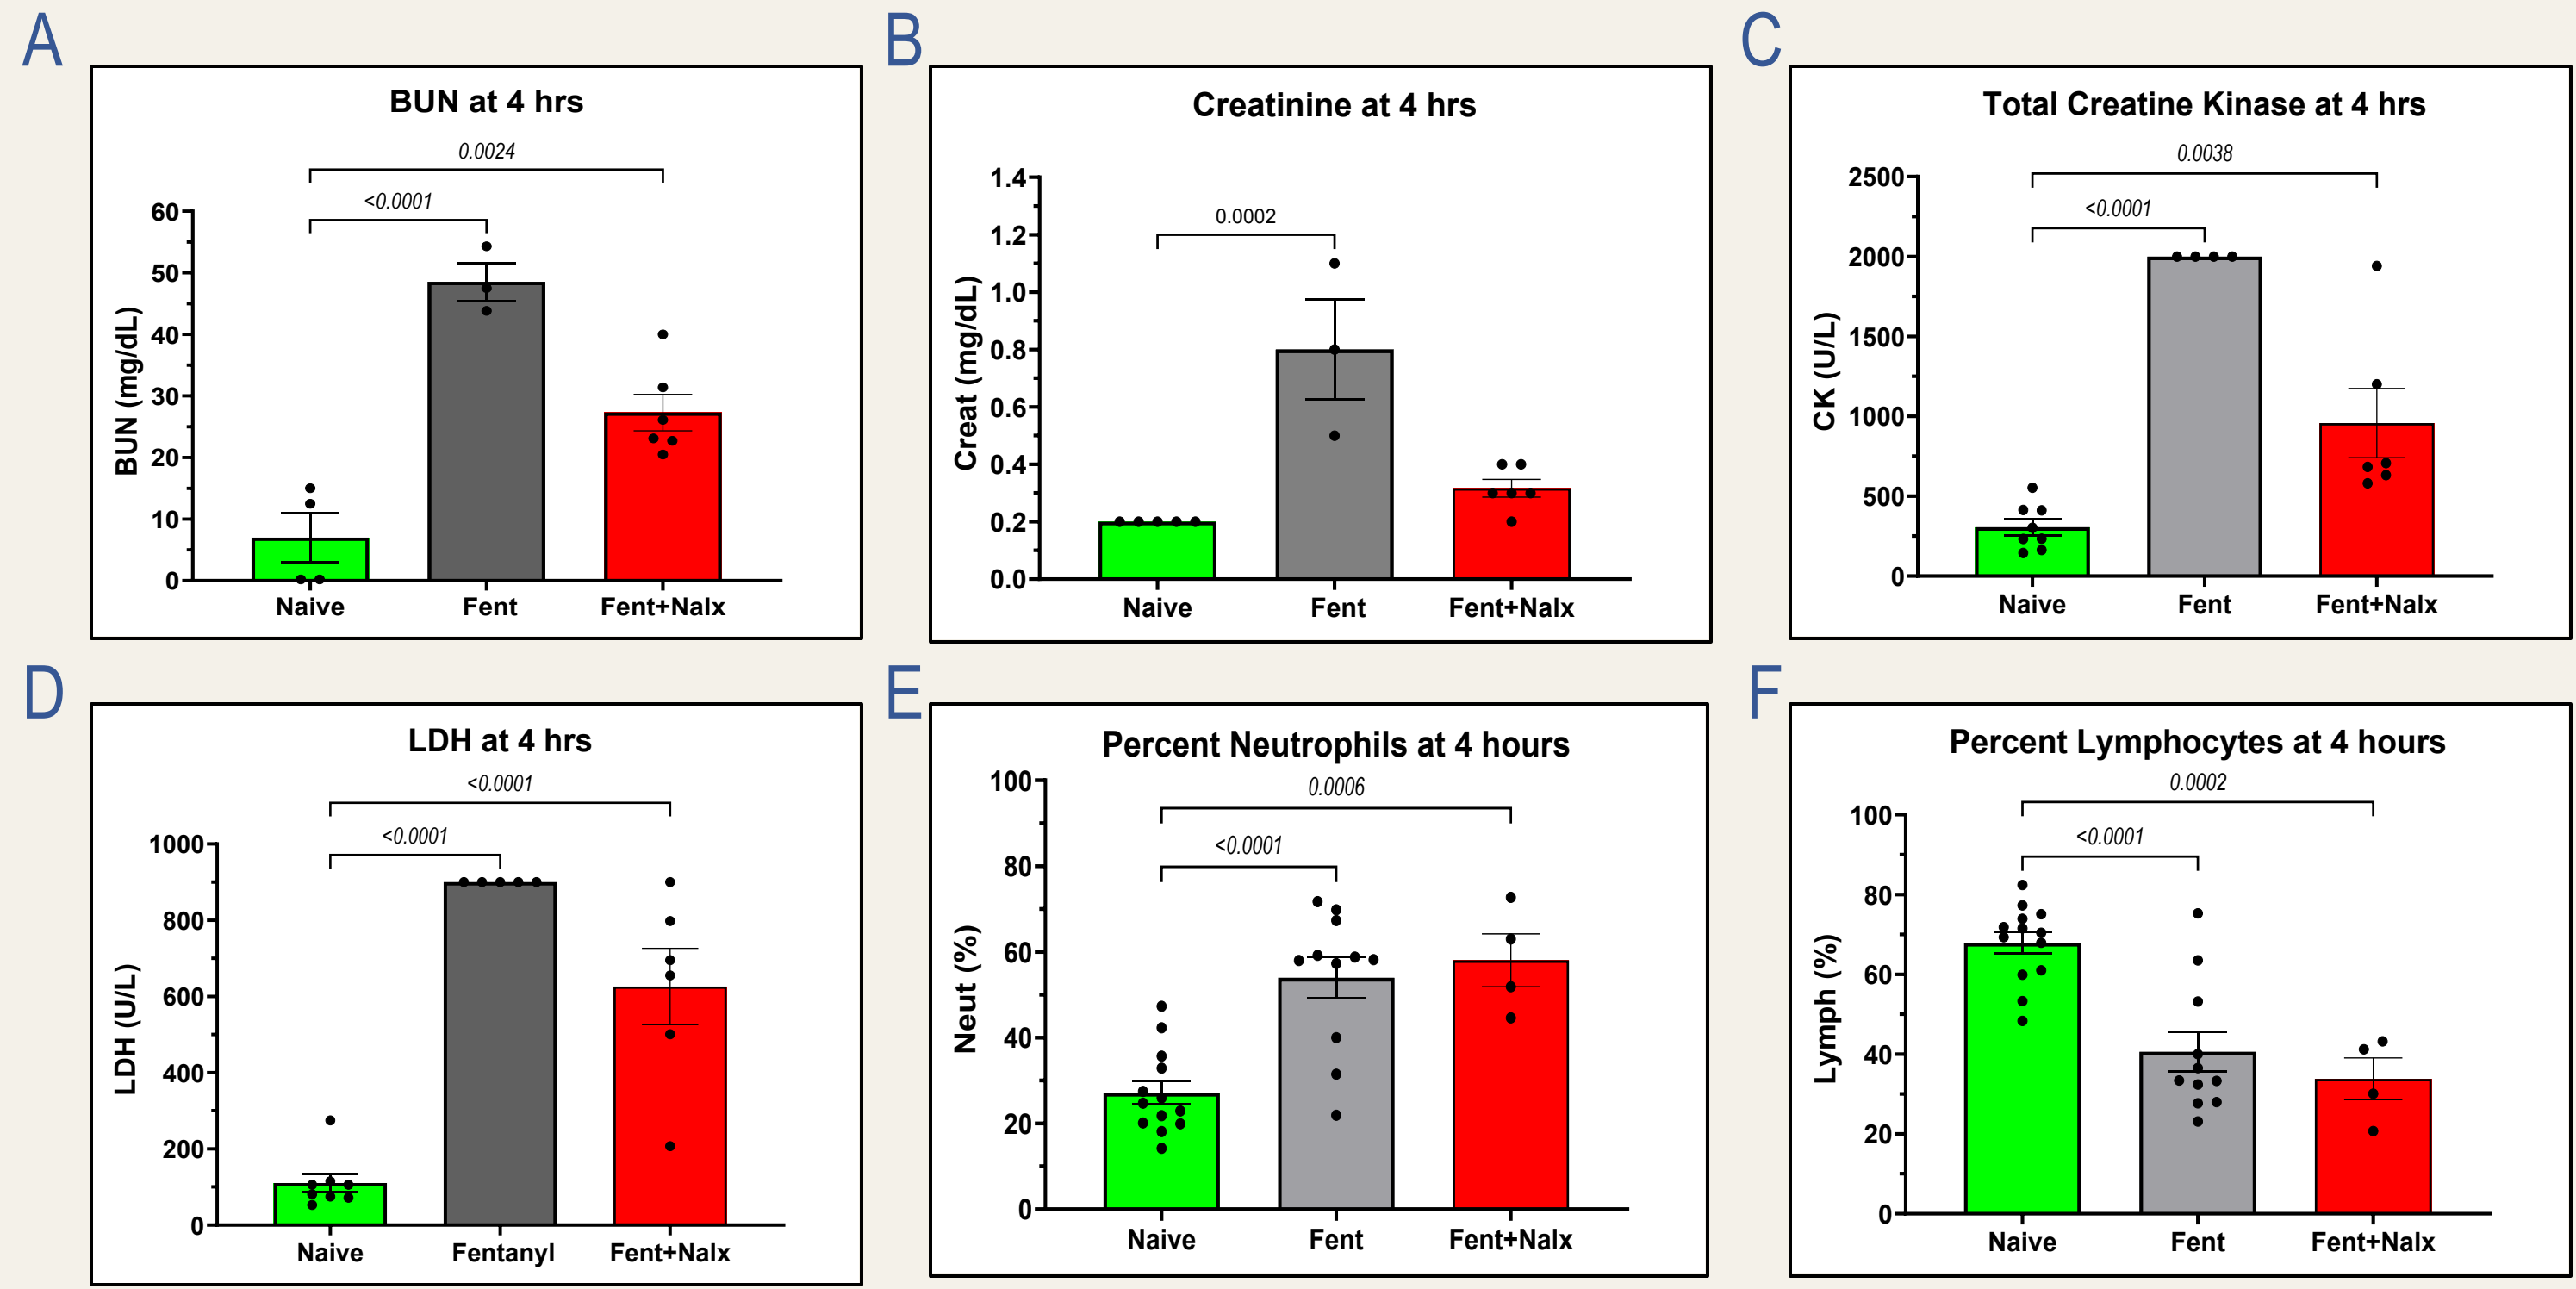 A
BUN at 4 hrs
0.0024
<0.0001
BUN (mg/dL)
60
50
40
30
20
10
0
Naive Fent Fent+Nalx
B
Creatinine at 4 hrs
0.0002
Creat (mg/dL)
1.4
1.2
1.0
0.8
0.6
0.4
0.2
0.0
Naive Fent Fent+Nalx
C
Total Creatine Kinase at 4 hrs
0.0038
<0.0001
CK (U/L)
2500
2000
1500
1000
500
0
Naive Fent Fent+Nalx
D
LDH at 4 hrs
<0.0001
<0.0001
LDH (U/L)
1000
800
600
400
200
0
Naive Fentanyl Fent+Nalx
E
Percent Neutrophils at 4 hours
0.0006
<0.0001
Neut (%)
100
80
60
40
20
0
Naive Fent Fent+Nalx
F
Percent Lymphocytes at 4 hours
0.0002
<0.0001
Lymph (%)
100
80
60
40
20
0
Naive Fent Fent+Nalx